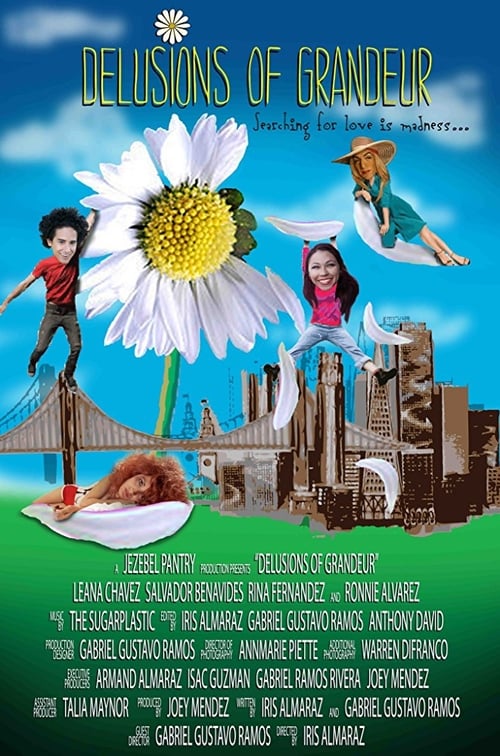 DELUSIONS OF GRANDEUR
Searching for love is madness...
A JEZEBEL PANTRY PRODUCTION PRESENTS "DELUSIONS OF GRANDEUR"
LEANA CHAVEZ SALVADOR BENAVIDES RINA FERNANDEZ AND RONNIE ALVAREZ
MUSIC BY THE SUGARPLASTIC EDITED BY IRIS ALMARAZ GABRIEL GUSTAVO RAMOS ANTHONY DAVID
PRODUCTION DESIGNER GABRIEL GUSTAVO RAMOS DIRECTOR OF PHOTOGRAPHY ANNMARIE PIETTE ADDITIONAL PHOTOGRAPHY WARREN DIFRANCO
EXECUTIVE PRODUCERS ARMAND ALMARAZ ISAC GUZMAN GABRIEL RAMOS RIVERA JOEY MENDEZ
ASSISTANT PRODUCER TALIA MAYNOR PRODUCED BY JOEY MENDEZ WRITTEN BY IRIS ALMARAZ AND GABRIEL GUSTAVO RAMOS
GUEST DIRECTOR GABRIEL GUSTAVO RAMOS DIRECTED BY IRIS ALMARAZ